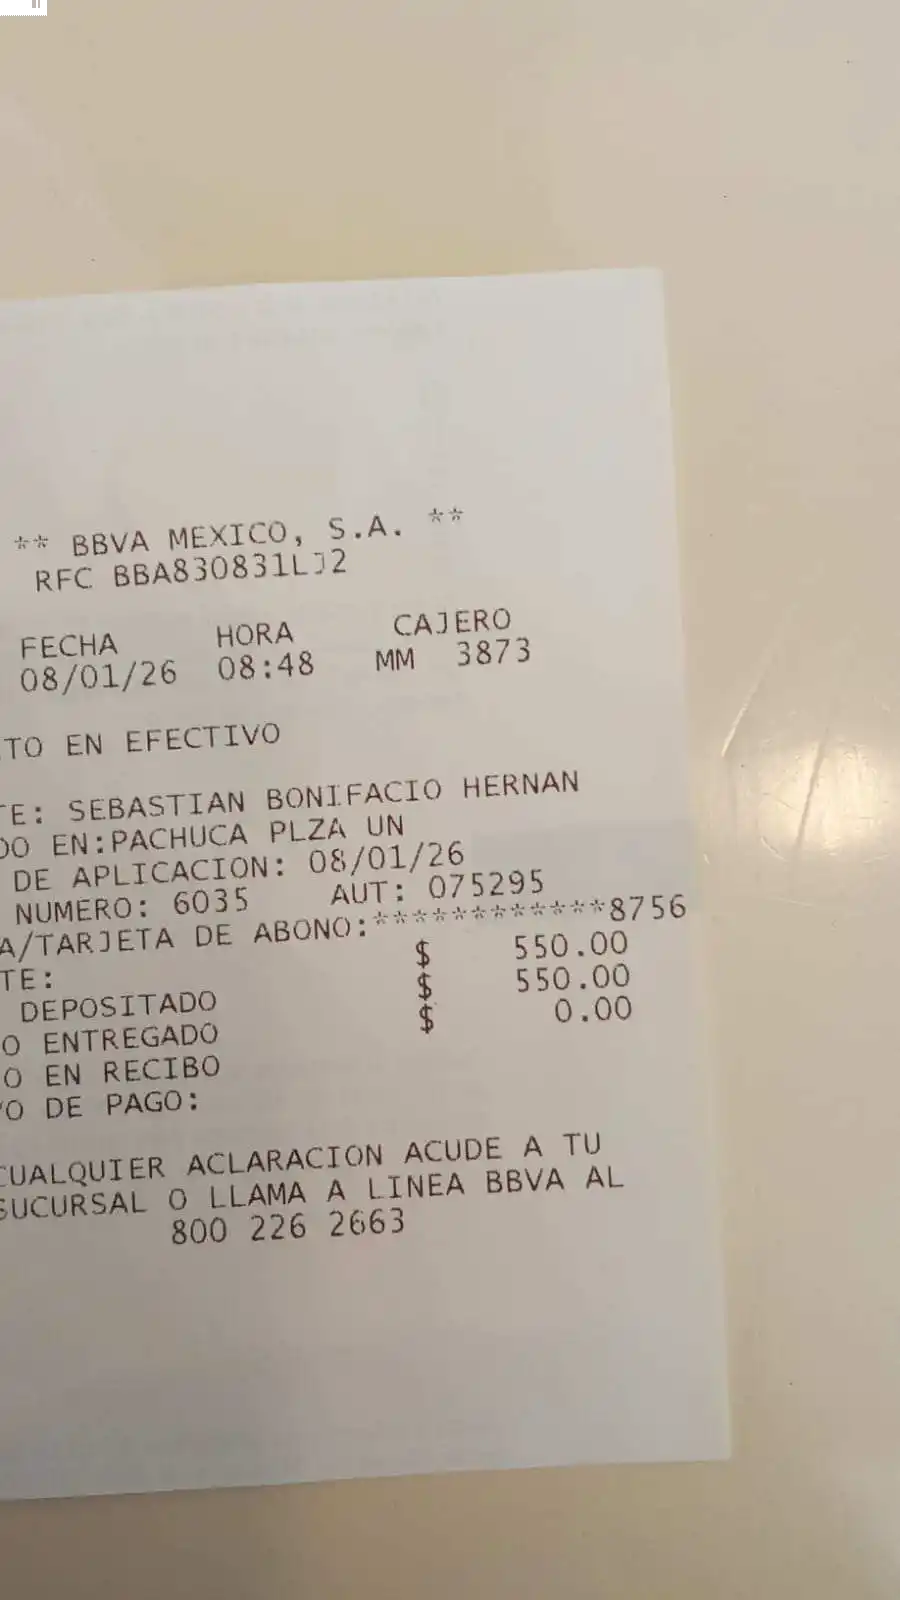 ** BBVA MEXICO, S.A. **
RFC BBA830831LJ2
FECHA HORA CAJERO
08/01/26 08:48 MM 3873
TO EN EFECTIVO
TE: SEBASTIAN BONIFACIO HERNAN
DO EN:PACHUCA PLZA UN
DE APLICACION: 08/01/26
NUMERO: 6035 AUT: 075295
A/TARJETA DE ABONO:************8756
TE: $ 550.00
DEPOSITADO $ 550.00
O ENTREGADO $ 0.00
O EN RECIBO
O DE PAGO:
CUALQUIER ACLARACION ACUDE A TU
SUCURSAL O LLAMA A LINEA BBVA AL
800 226 2663